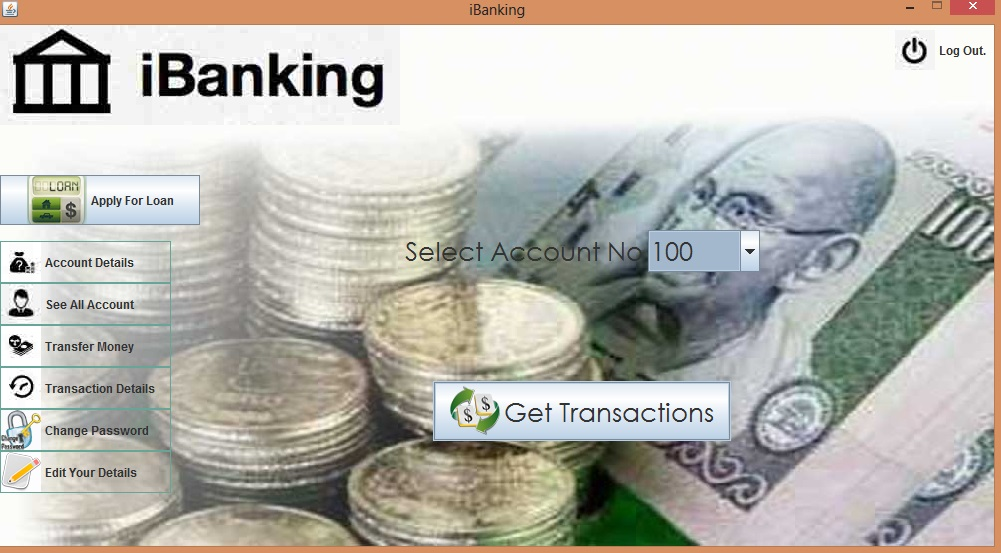 iBanking
iBanking
Log Out.
LOAN
$
Apply For Loan
Account Details
See All Account
Transfer Money
Transaction Details
Change Password
Edit Your Details
Select Account No
100
$ $
Get Transactions
100